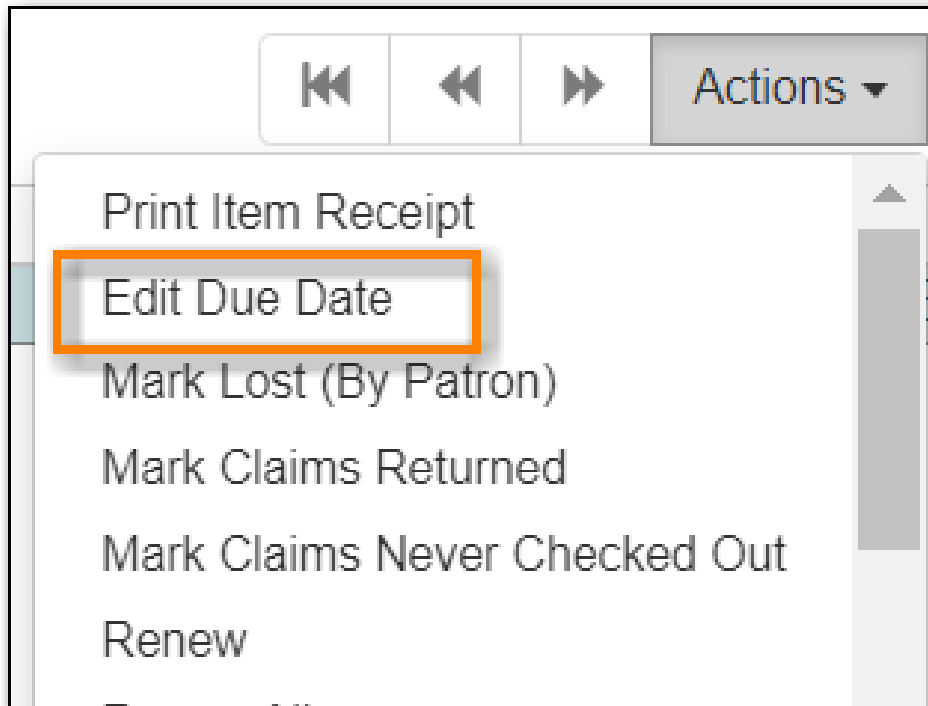 Actions
Print Item Receipt
Edit Due Date
Mark Lost (By Patron)
Mark Claims Returned
Mark Claims Never Checked Out
Renew